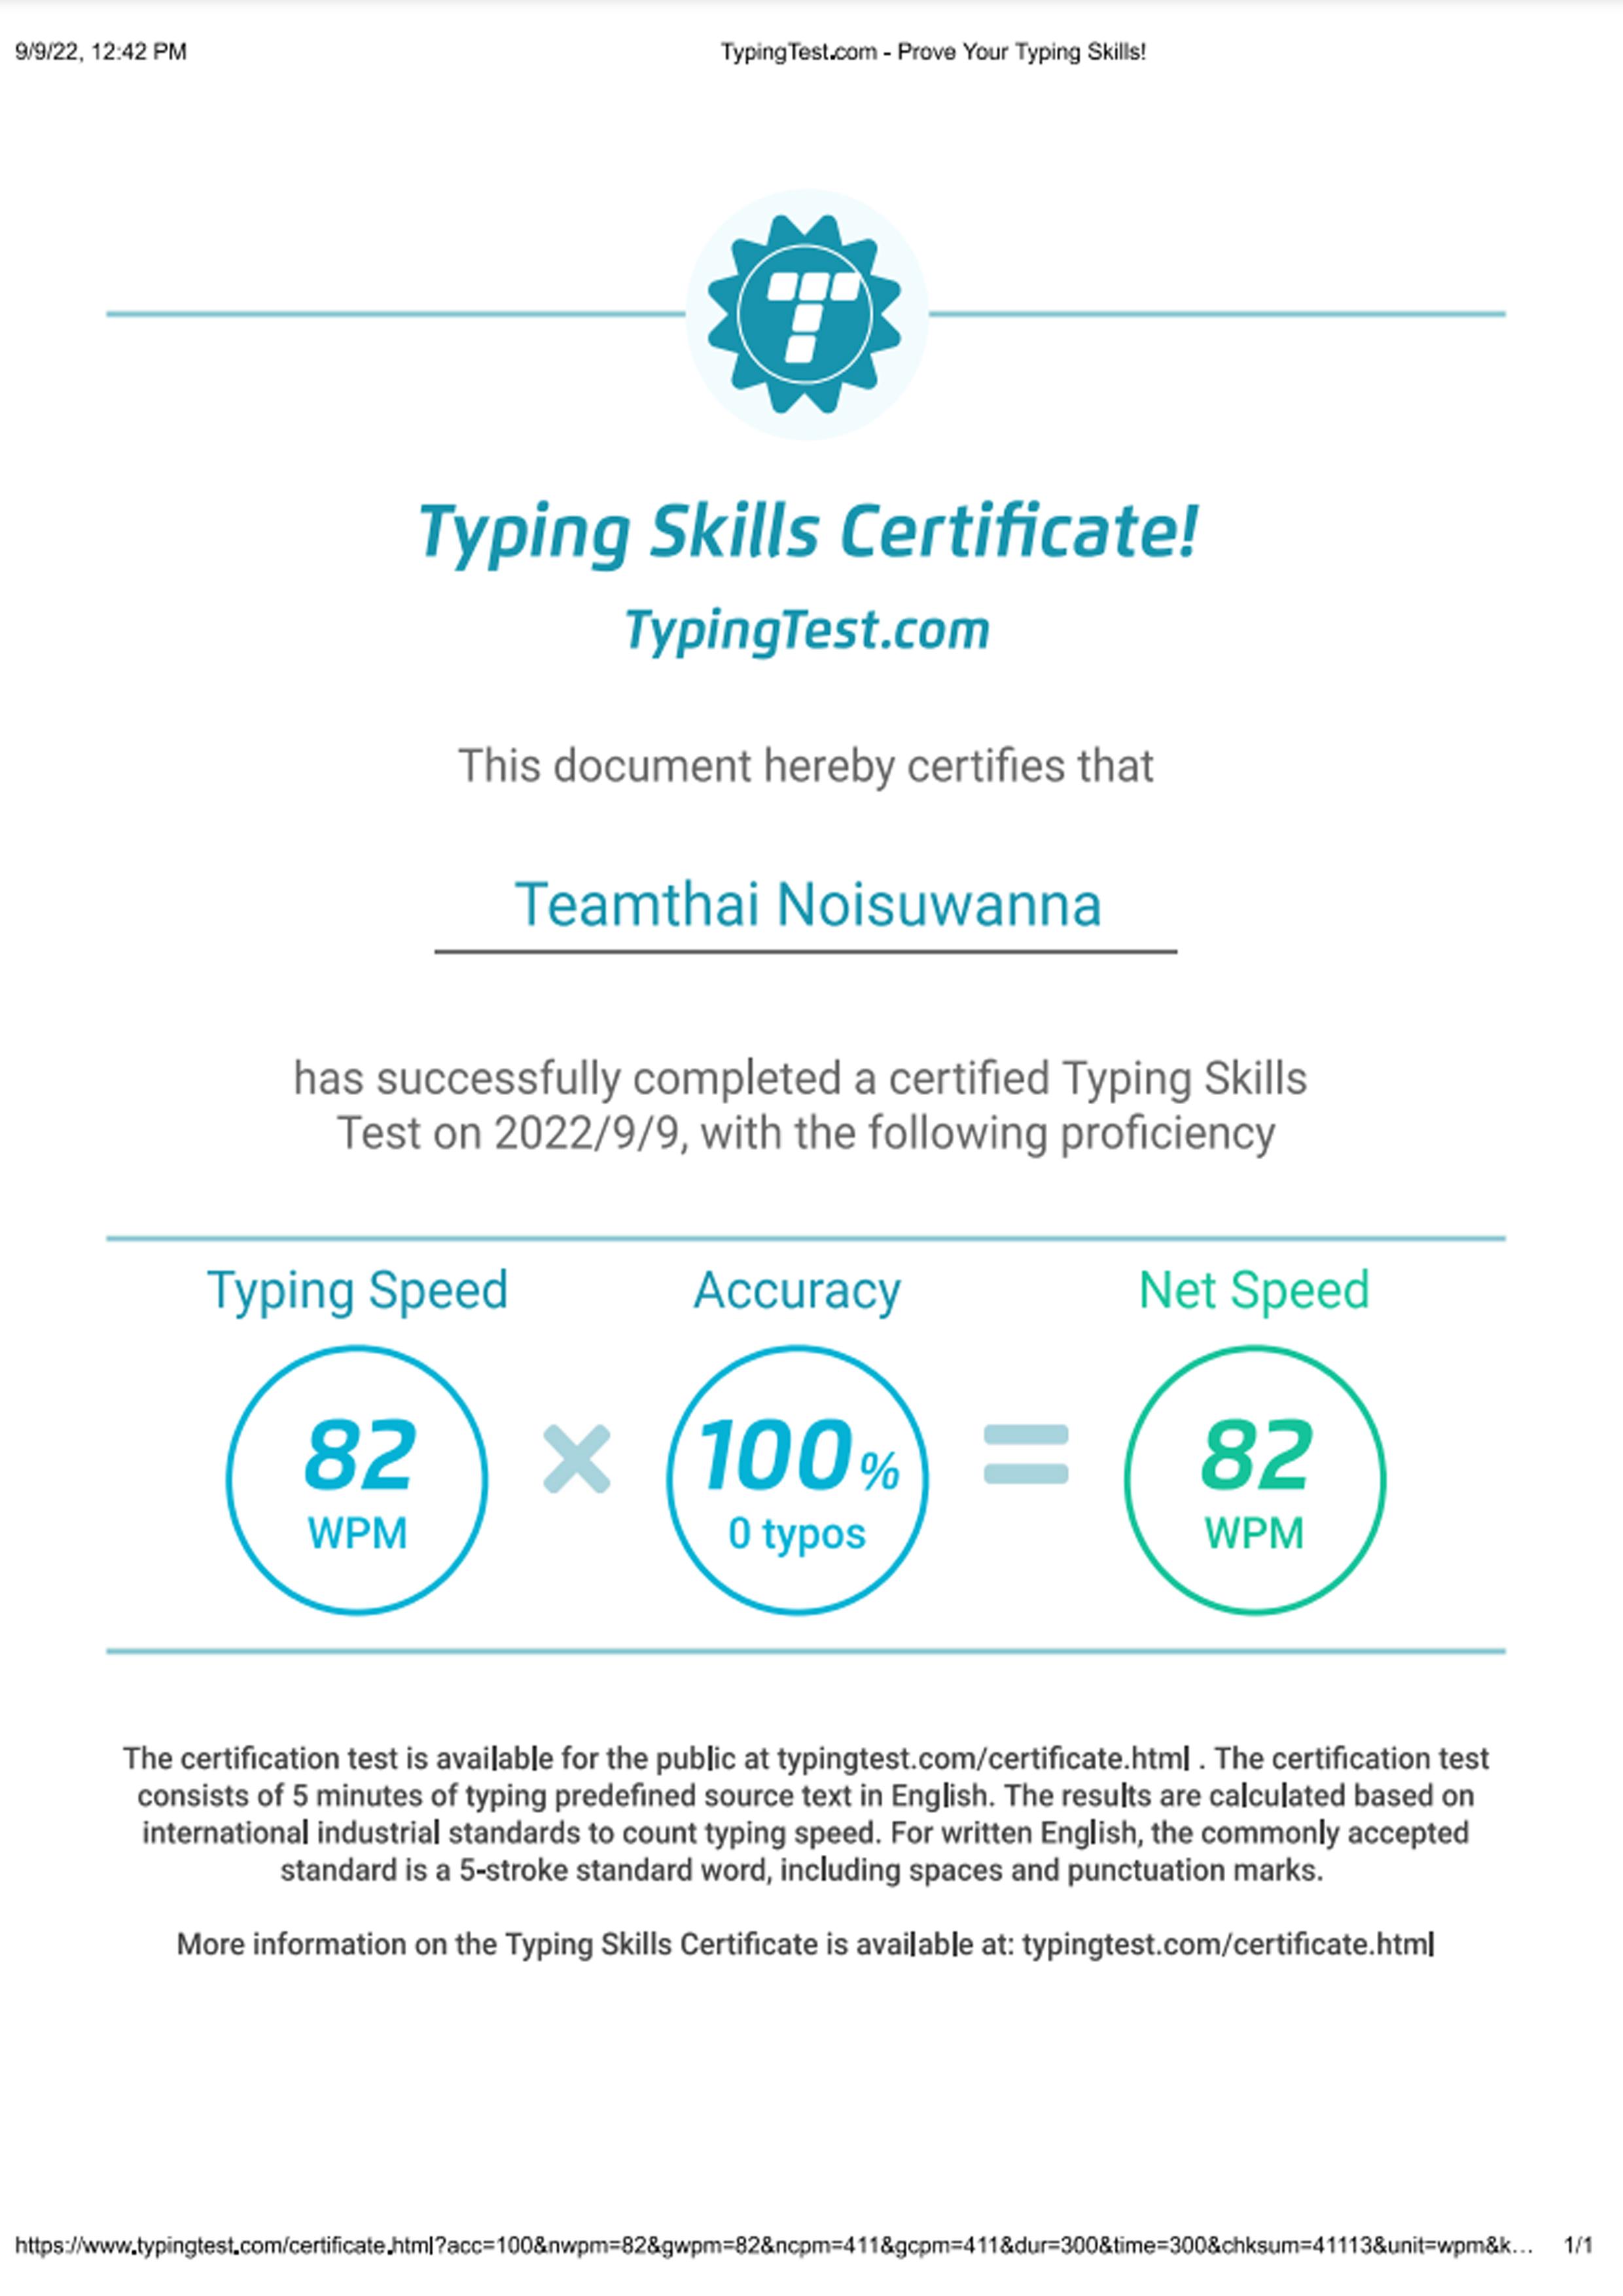 9/9/22, 12:42 PM
TypingTest.com - Prove Your Typing Skills!
Typing Skills Certificate!
TypingTest.com
This document hereby certifies that
Teamthai Noisuwanna
has successfully completed a certified Typing Skills
Test on 2022/9/9, with the following proficiency
Typing Speed
Accuracy
Net Speed
82 × 100% = 82
WPM
0 typos
WPM
The certification test is available for the public at typingtest.com/certificate.html . The certification test
consists of 5 minutes of typing predefined source text in English. The results are calculated based on
international industrial standards to count typing speed. For written English, the commonly accepted
standard is a 5-stroke standard word, including spaces and punctuation marks.
More information on the Typing Skills Certificate is available at: typingtest.com/certificate.html
https://www.typingtest.com/certificate.html?acc=100&nwpm=82&gwpm=82&ncpm=411&gcpm=411&dur=300&time=300&chksum=41113&unit=wpm&k...
1/1